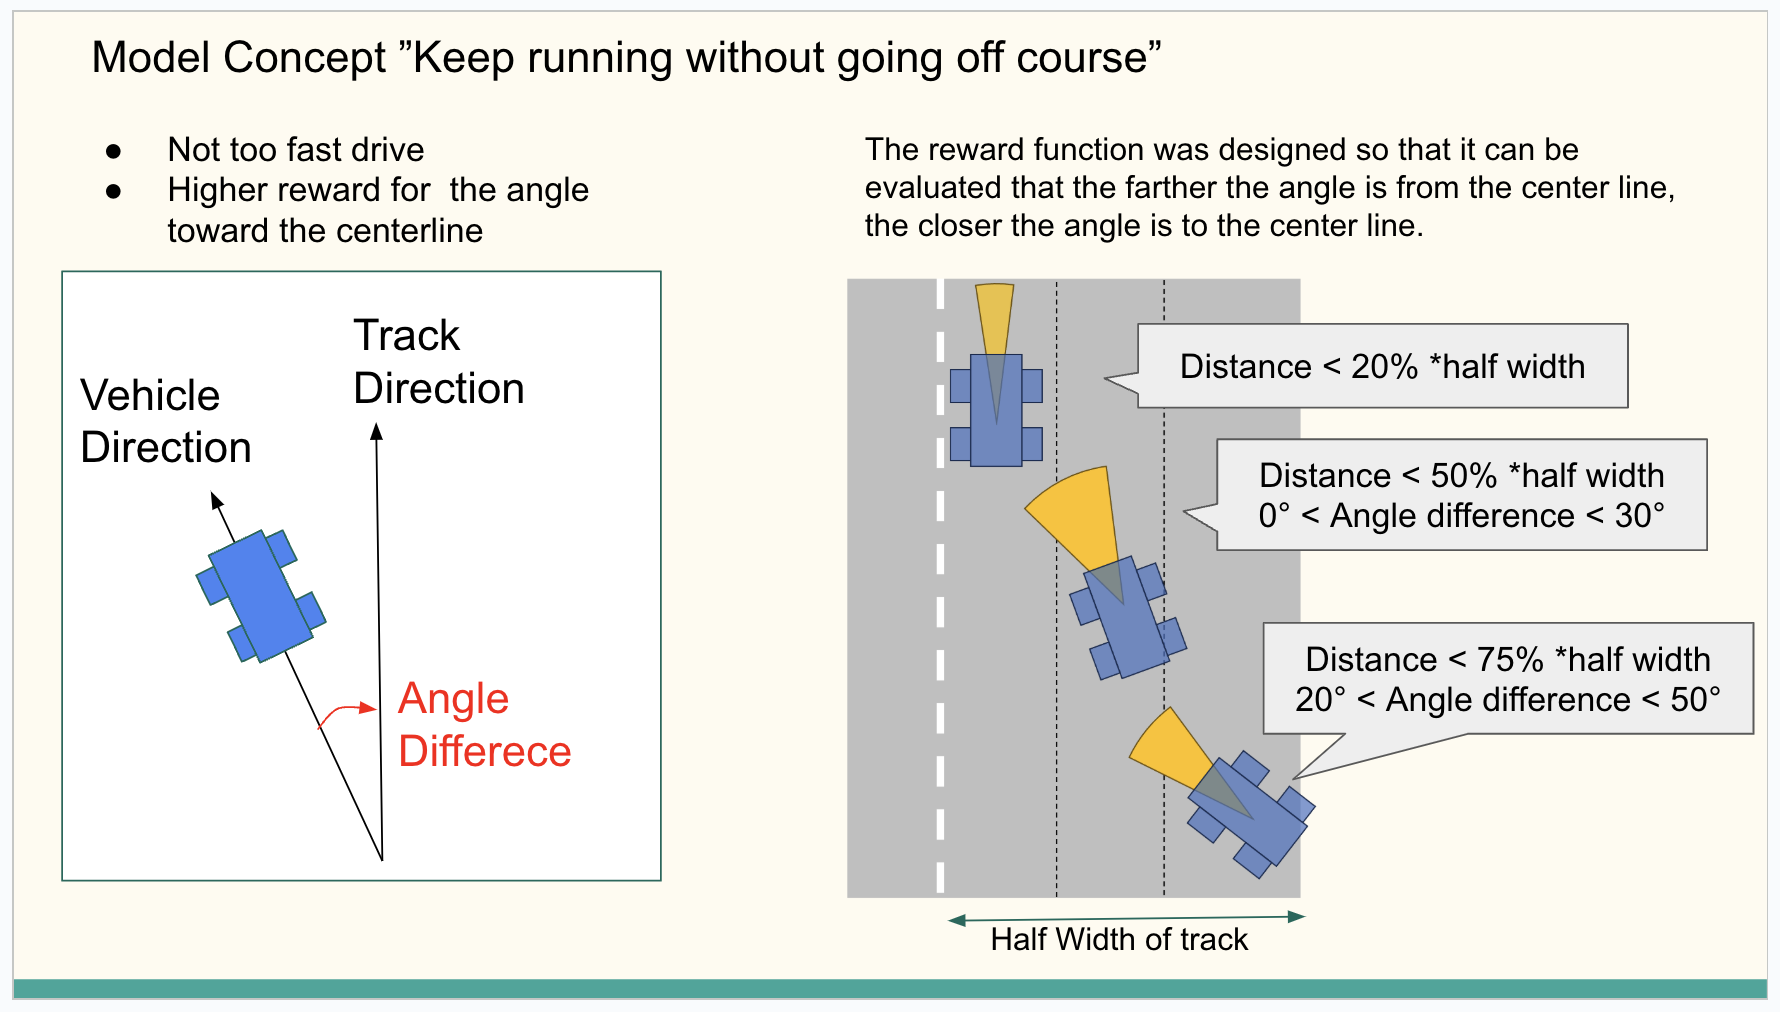 Model Concept ”Keep running without going off course”
● Not too fast drive
● Higher reward for  the angle
toward the centerline
The reward function was designed so that it can be
evaluated that the farther the angle is from the center line,
the closer the angle is to the center line.
Track
Direction
Vehicle
Direction
Angle
Differece
Distance < 20% *half width
Distance < 50% *half width
0° < Angle difference < 30°
Distance < 75% *half width
20° < Angle difference < 50°
Half Width of track